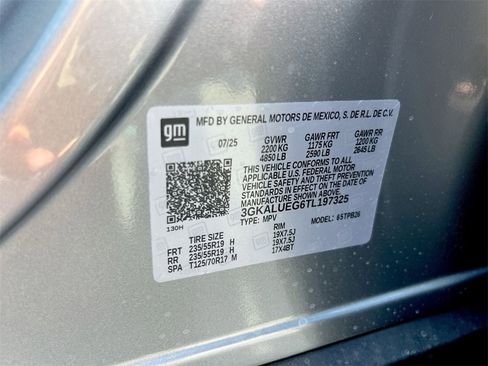 gm
MFD BY GENERAL MOTORS DE MEXICO, S. DE R.L. DE C.V.
07/25 GVWR GAWR FRT GAWR RR
2200 KG 1175 KG 1200 KG
4850 LB 2590 LB 2645 LB
THIS VEHICLE CONFORMS TO ALL
APPLICABLE U.S. FEDERAL MOTOR
VEHICLE SAFETY AND THEFT PREVENTION
STANDARDS IN EFFECT ON THE DATE OF
MANUFACTURE SHOWN ABOVE.
3GKALUEG6TL197325
130H TYPE: MPV MODEL: 65TPB26
TIRE SIZE RIM
FRT 235/55R19 H 19X7.5J
RR 235/55R19 H 19X7.5J
SPA T125/70R17 M 17X4BT